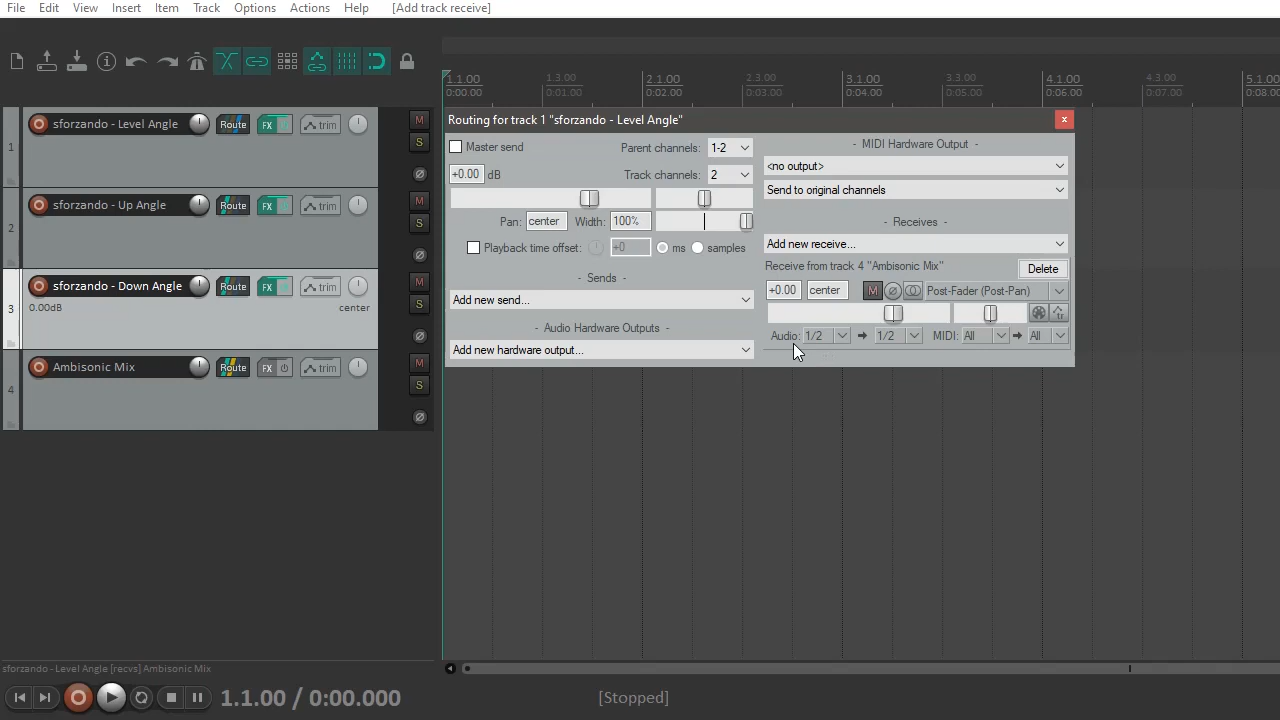 File Edit View Insert Item Track Options Actions Help [Add track receive]
1.1.00 1.3.00 2.1.00 2.3.00 3.1.00 3.3.00 4.1.00 4.3.00 5.1.00
0:00.00 0:01.00 0:02.00 0:03.00 0:04.00 0:05.00 0:06.00 0:07.00 0:08.00
1 sforzando - Level Angle Route FX trim M
S
2 sforzando - Up Angle Route FX trim M
S
3 sforzando - Down Angle Route FX trim M
0.00dB center S
4 Ambisonic Mix Route FX trim M
S
Routing for track 1 "sforzando - Level Angle" x
Master send Parent channels: 1-2
+0.00 dB Track channels: 2
Pan: center Width: 100%
Playback time offset: +0 ms samples
- Sends -
Add new send...
- Audio Hardware Outputs -
Add new hardware output...
- MIDI Hardware Output -
<no output>
Send to original channels
- Receives -
Add new receive...
Receive from track 4 "Ambisonic Mix" Delete
+0.00 center M Post-Fader (Post-Pan)
Audio: 1/2 1/2 MIDI: All All
sforzando - Level Angle [recvs] Ambisonic Mix
1.1.00 / 0:00.000 [Stopped]